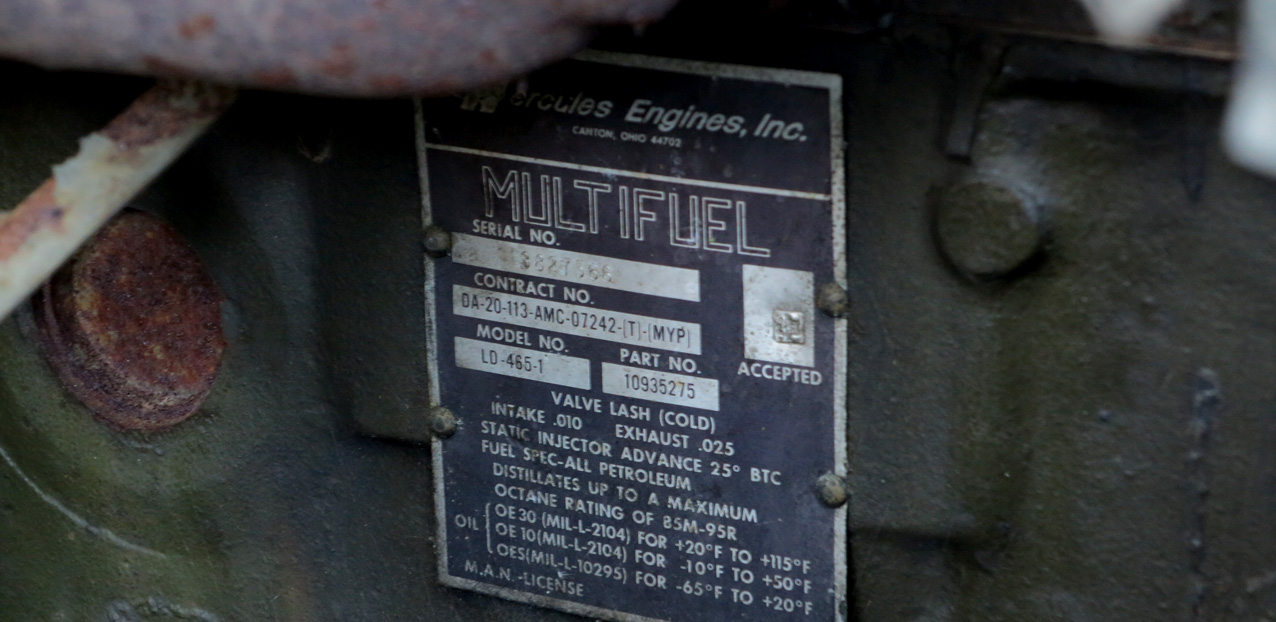 Hercules Engines, Inc.
CANTON, OHIO 44702
MULTIFUEL
SERIAL NO.
CONTRACT NO.
DA-20-113-AMC-07242-(T)-(MYP)
MODEL NO.
PART NO.
LD-465-1
10935275
ACCEPTED
VALVE LASH (COLD)
INTAKE .010 EXHAUST .025
STATIC INJECTOR ADVANCE 25° BTC
FUEL SPEC-ALL PETROLEUM
DISTILLATES UP TO A MAXIMUM
OCTANE RATING OF 85M-95R
OIL
OE30 (MIL-L-2104) FOR +20°F TO +115°F
OE10 (MIL-L-2104) FOR -10°F TO +50°F
OES(MIL-L-10295) FOR -65°F TO +20°F
M.A.N.-LICENSE